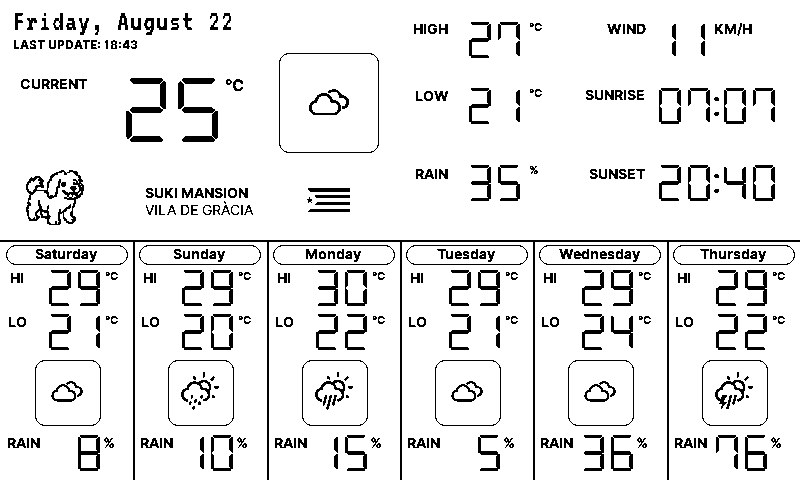 Friday, August 22
LAST UPDATE: 18:43
CURRENT 25 °C
SUKI MANSION
VILA DE GRÀCIA
HIGH 27 °C
LOW 21 °C
RAIN 35 %
WIND 11 KM/H
SUNRISE 07:07
SUNSET 20:40
Saturday
HI 29 °C
LO 21 °C
RAIN 8 %
Sunday
HI 29 °C
LO 20 °C
RAIN 10 %
Monday
HI 30 °C
LO 22 °C
RAIN 15 %
Tuesday
HI 29 °C
LO 21 °C
RAIN 5 %
Wednesday
HI 29 °C
LO 24 °C
RAIN 36 %
Thursday
HI 29 °C
LO 22 °C
RAIN 76 %